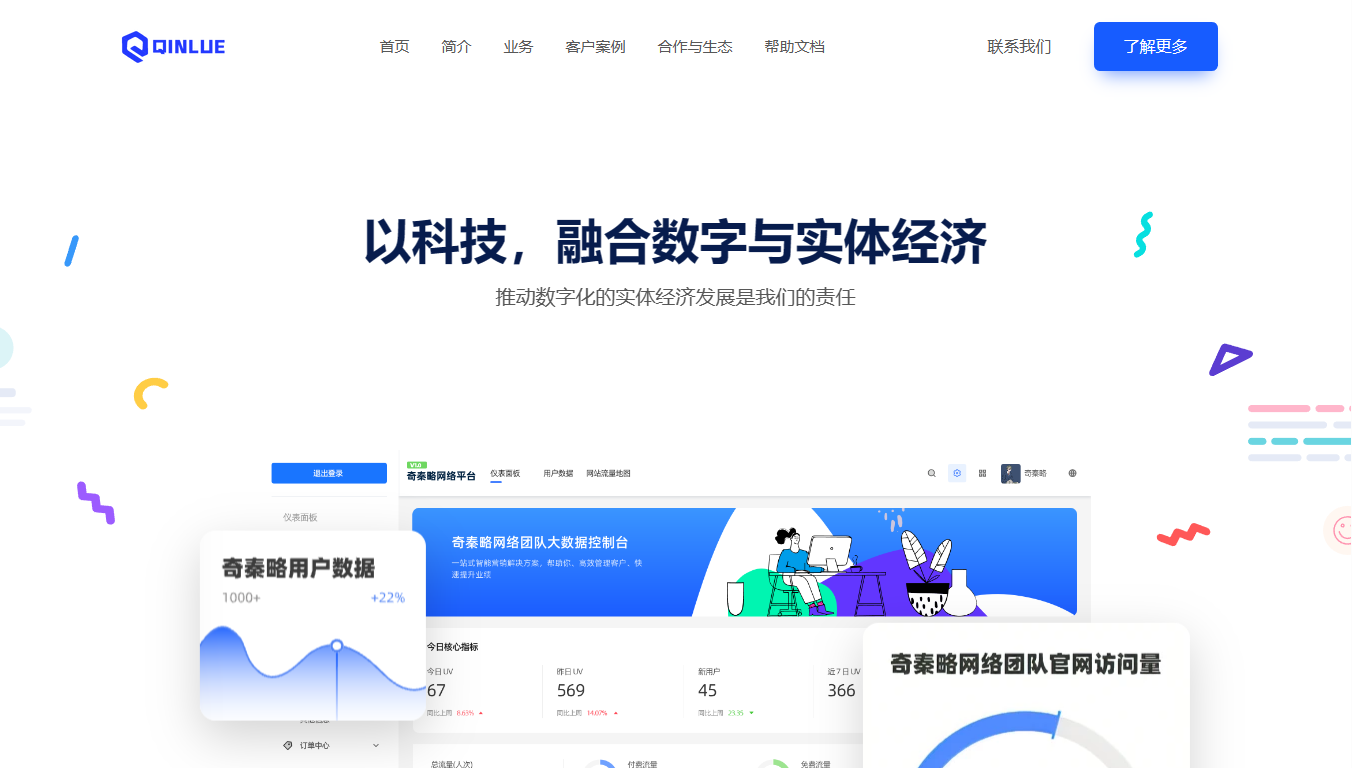 QINLUE
首页 简介 业务 客户案例 合作与生态 帮助文档 联系我们 了解更多
以科技，融合数字与实体经济
推动数字化的实体经济发展是我们的责任
退出登录
V1.0
奇秦略网络平台 仪表面板 用户数据 网站流量地图 奇秦略
仪表面板
奇秦略网络团队大数据控制台
一站式智能营销解决方案，帮助你、高效管理客户、快
速提升业绩
奇秦略用户数据
1000+ +22%
今日核心指标
今日UV 昨日UV 新用户 近7日UV
67 569 45 366
同比上周 8.63% 同比上周 14.07% 同比上周 23.35
奇秦略网络团队官网访问量
订单中心
总流量(人次) 付费流量 免费流量